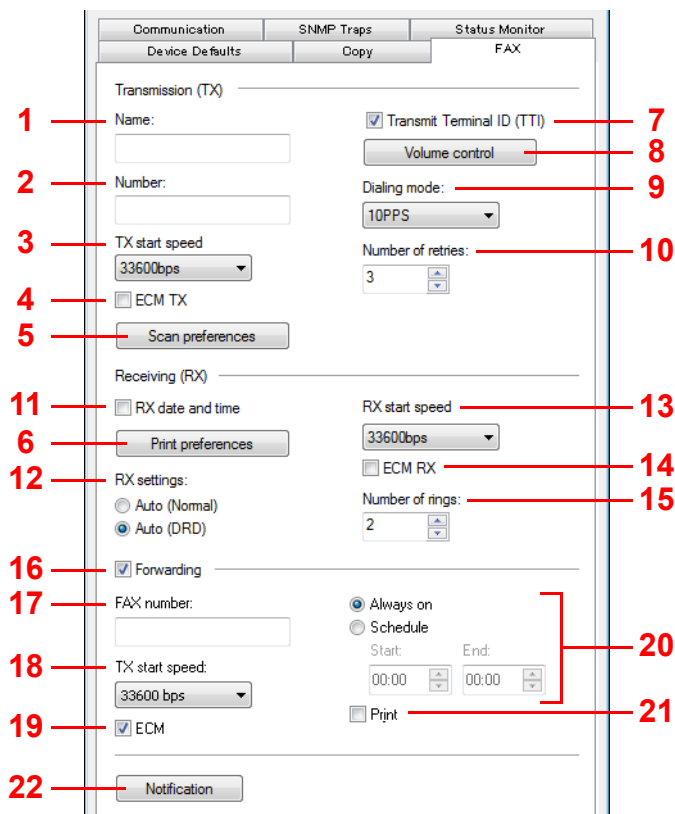 Communication SNMP Traps Status Monitor
Device Defaults Copy FAX
Transmission (TX)
1 Name: Transmit Terminal ID (TTI) 7
Volume control 8
2 Number: Dialing mode: 9
10PPS
3 TX start speed Number of retries: 10
33600bps 3
4 ECM TX
5 Scan preferences
Receiving (RX)
11 RX date and time RX start speed 13
6 Print preferences 33600bps
12 RX settings: ECM RX 14
Auto (Normal) Number of rings: 15
Auto (DRD) 2
16 Forwarding
17 FAX number: Always on
Schedule 20
Start: End:
18 TX start speed: 00:00 00:00
33600 bps Print 21
19 ECM
22 Notification